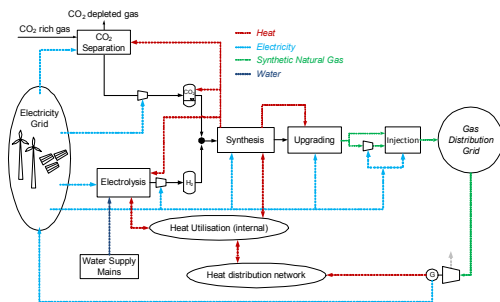 CO2 depleted gas
CO2 rich gas
CO2
Separation
Heat
Electricity
Synthetic Natural Gas
Water
Electricity
Grid
CO2
Synthesis
Upgrading
Injection
Gas
Distribution
Grid
Electrolysis
H2
Heat Utilisation (internal)
Water Supply
Mains
Heat distribution network
G